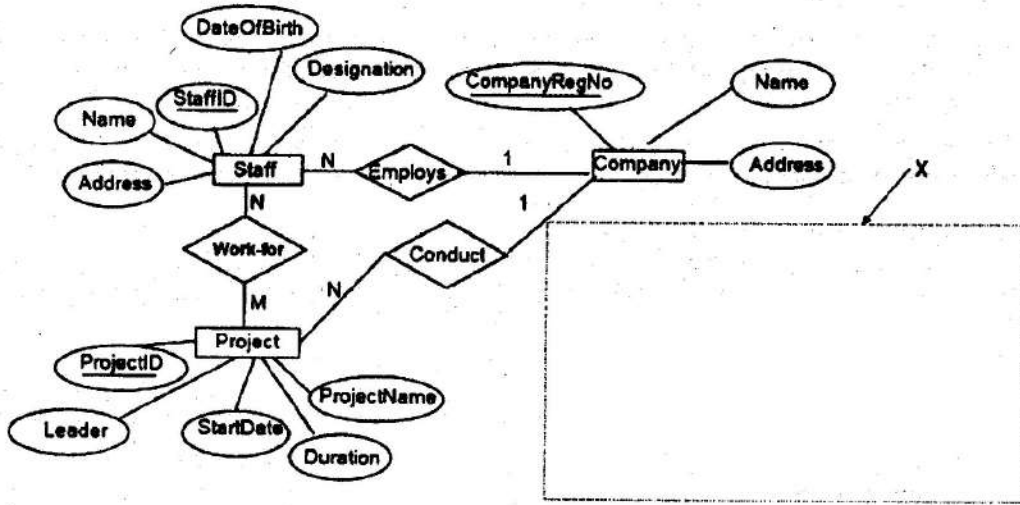 DateOfBirth
Designation
CompanyRegNo
Name
StaffID
Name
Address
Staff
N
Employs
1
Company
Address
X
N
1
Work-for
Conduct
N
M
Project
ProjectID
ProjectName
Leader
StartDate
Duration